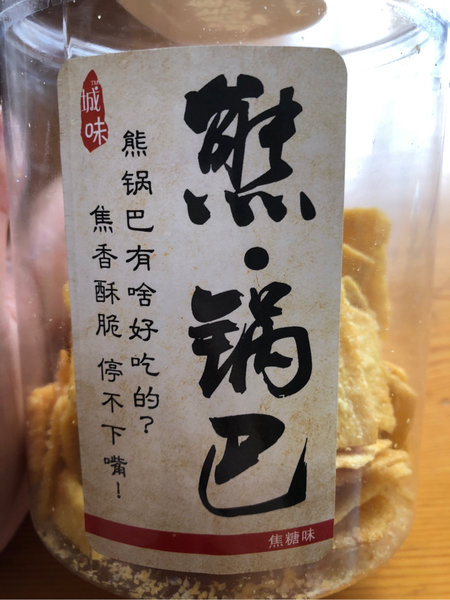 熊·锅巴
熊锅巴有啥好吃的？
焦香酥脆 停不下嘴！
城味
TM
焦糖味